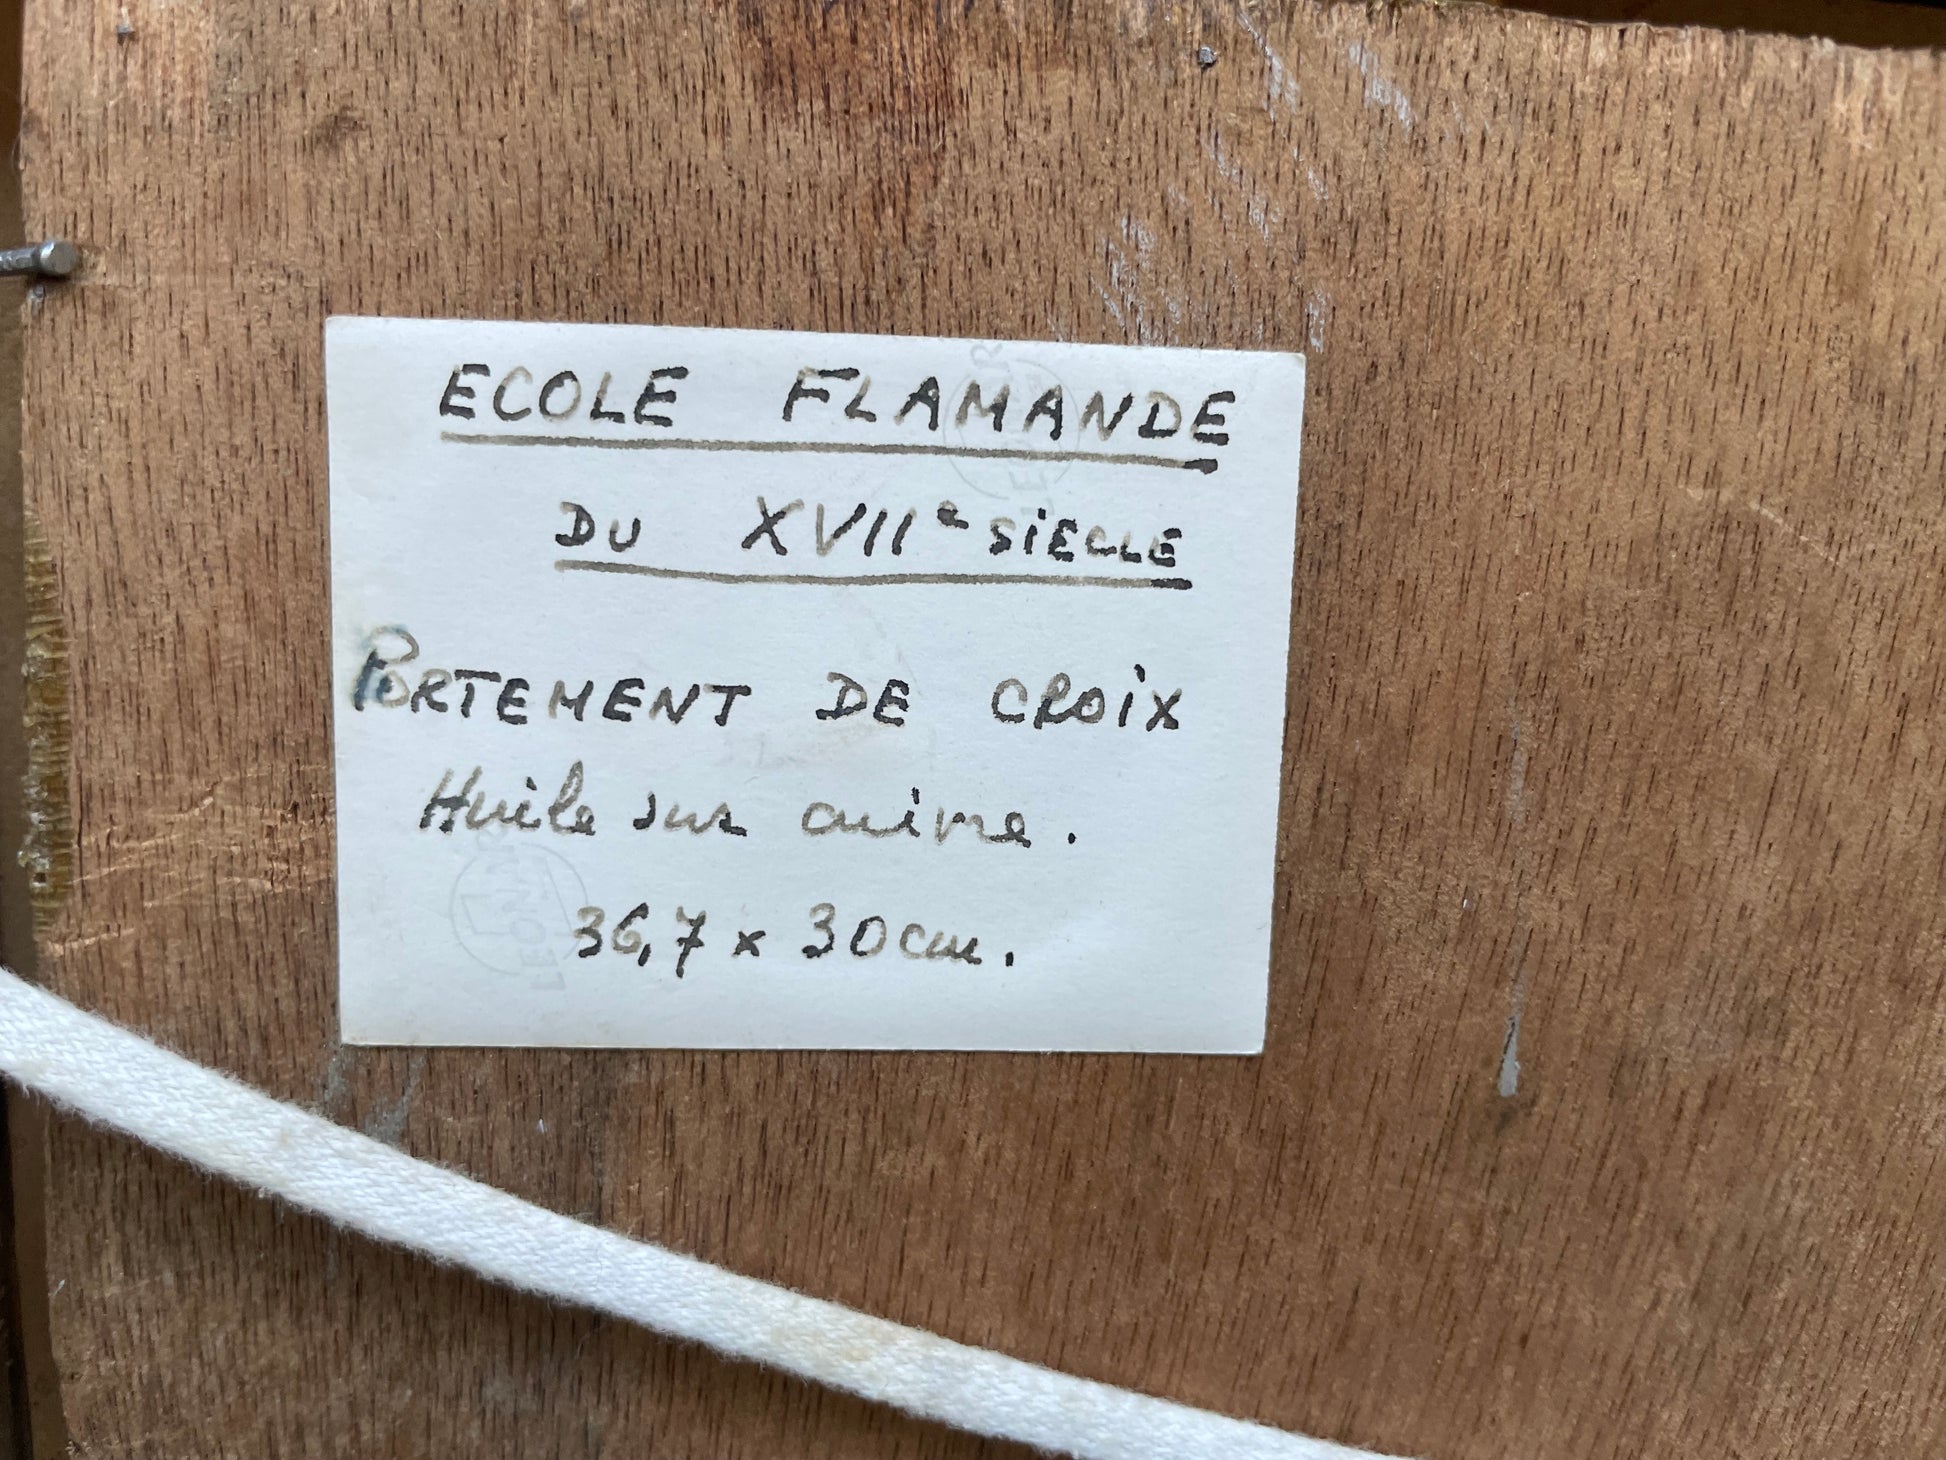 ECOLE FLAMANDE
DU XVIIe SIECLE
PORTEMENT DE CROIX
Huile sur cuivre.
36,7 x 30cm.